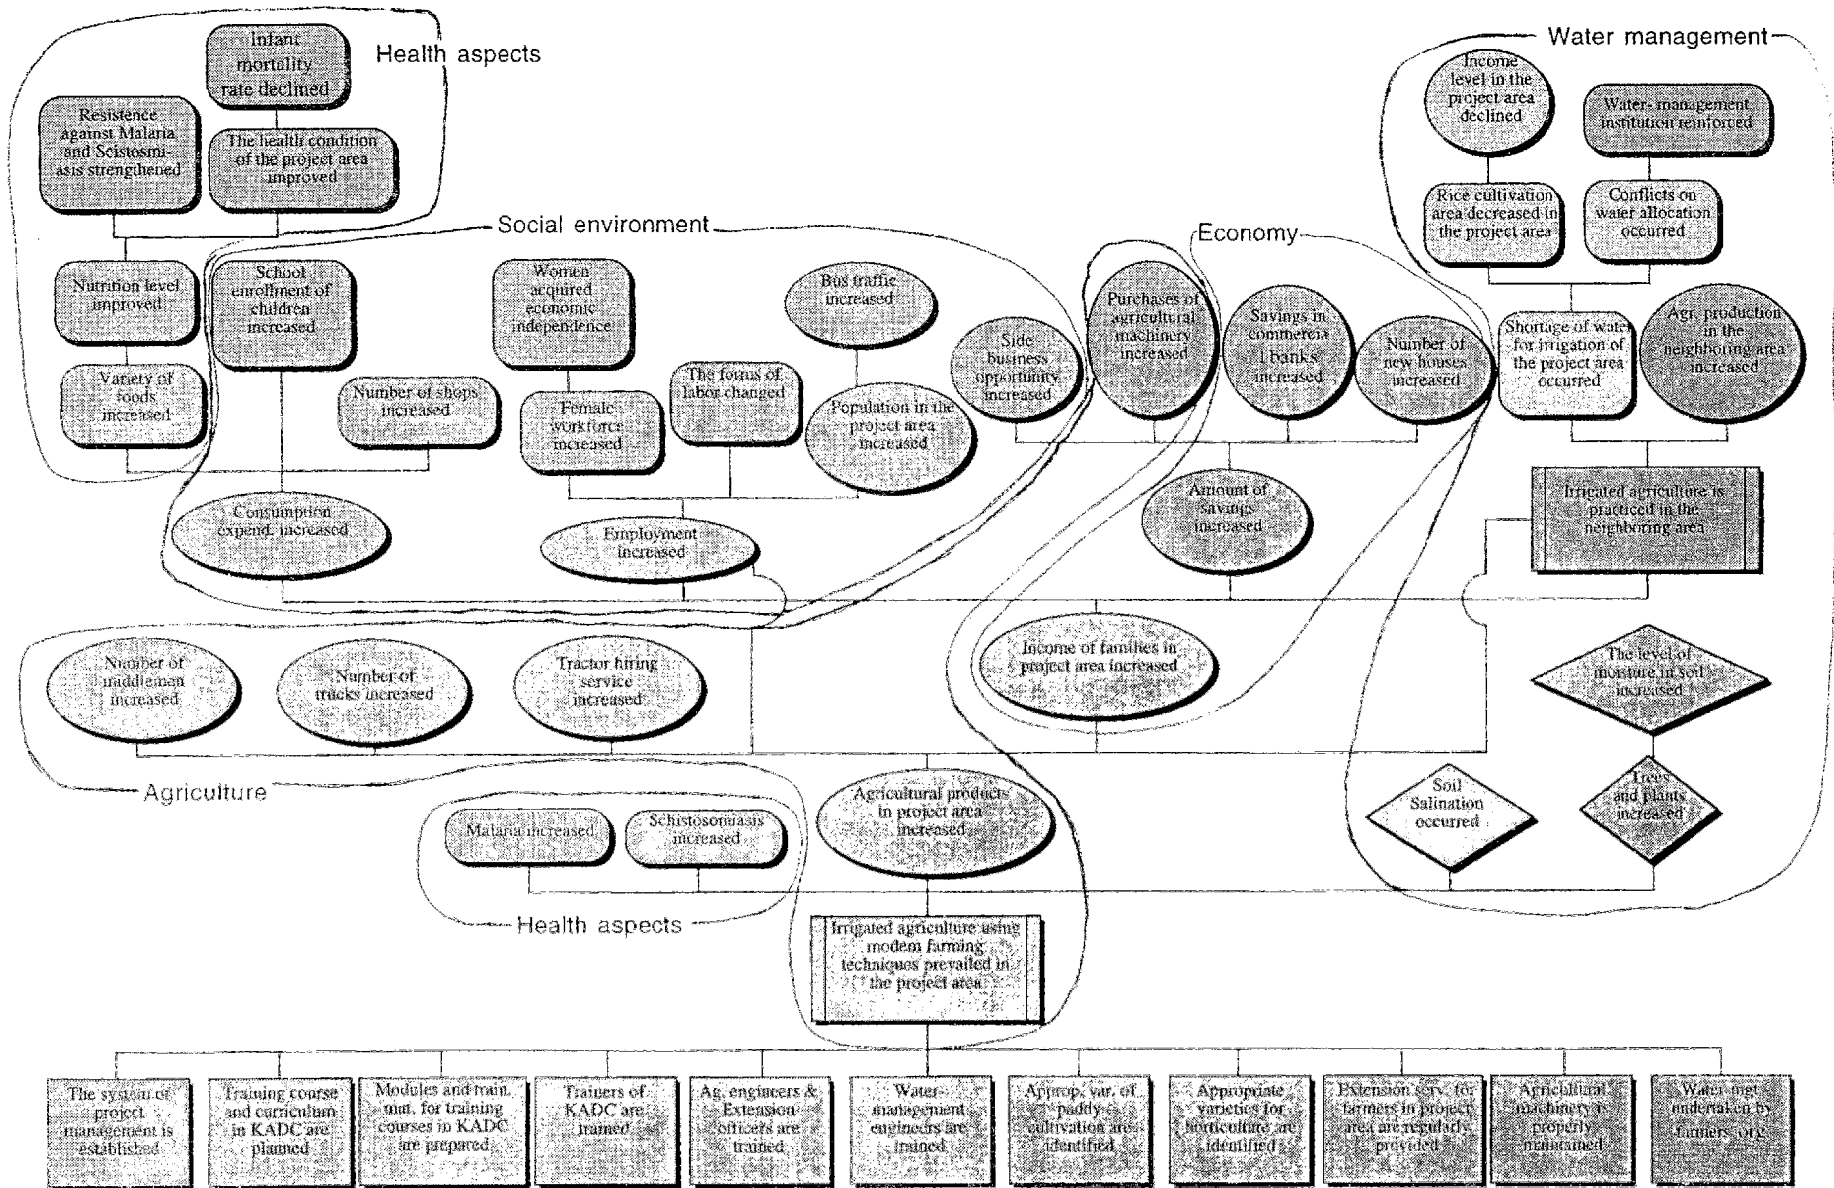 Health aspects
Infant
mortality
rate declined
Resistence
against Malaria
and Scistosmi-
asis strengthened
The health condition
of the project area
improved
Nutrition level
improved
Variety of
foods
increased
Social environment
School
enrollment of
children
increased
Number of shops
increased
Women
acquired
economic
independence
Female
workforce
increased
The forms of
labor changed
Bus traffic
increased
Population in the
project area
increased
Side
business
opportunity
increased
Consumption
expend. increased
Employment
increased
Economy
Purchases of
agricultural
machinery
increased
Savings in
commercia
l banks
increased
Number of
new houses
increased
Amount of
savings
increased
Income of families in
project area increased
Water management
Income
level in the
project area
declined
Water- management
institution reinforced
Rice cultivation
area decreased in
the project area
Conflicts on
water allocation
occurred
Shortage of water
for irrigation of
the project area
occurred
Agr. production
in the
neighboring area
increased
Irrigated agriculture is
practiced in the
neighboring area
The level of
moisture in soil
increased
Soil
Salination
occurred
Trees
and plants
increased
Number of
middleman
increased
Number of
trucks increased
Tractor hiring
service
increased
Agriculture
Agricultural products
in project area
increased
Malaria increased
Schistosomiasis
increased
Health aspects
Irrigated agriculture using
modern farming
techniques prevailed in
the project area
The system of
project
management is
established
Training course
and curriculum
in KADC are
planned
Modules and train.
mat. for training
courses in KADC
are prepared
Trainers of
KADC are
trained
Ag. engineers &
Extension
officers are
trained
Water-
management
engineers are
trained
Approp. var. of
paddy
cultivation are
identified
Appropriate
varieties for
horticulture are
identified
Extension serv. for
farmers in project
area are regularly
provided
Agricultural
machinery is
properly
maintained
Water mgt.
undertaken by
farmers' org.